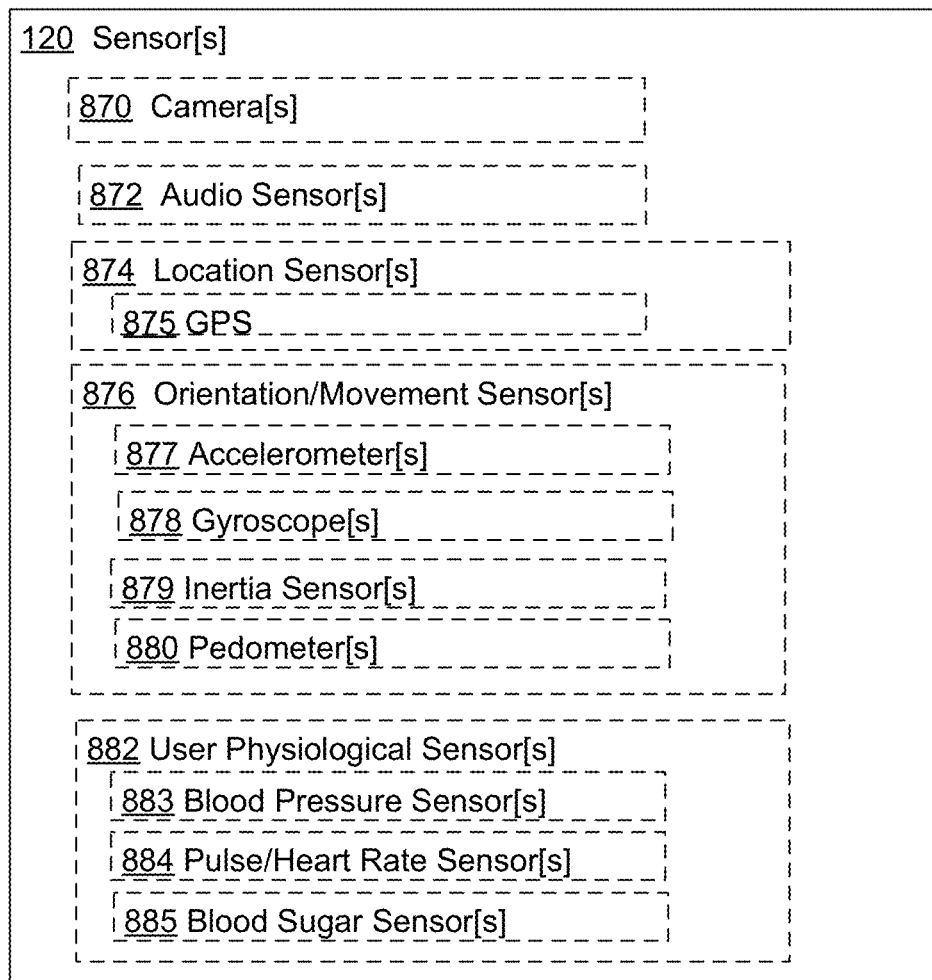 120 Sensor[s]
870 Camera[s]
872 Audio Sensor[s]
874 Location Sensor[s]
875 GPS
876 Orientation/Movement Sensor[s]
877 Accelerometer[s]
878 Gyroscope[s]
879 Inertia Sensor[s]
880 Pedometer[s]
882 User Physiological Sensor[s]
883 Blood Pressure Sensor[s]
884 Pulse/Heart Rate Sensor[s]
885 Blood Sugar Sensor[s]